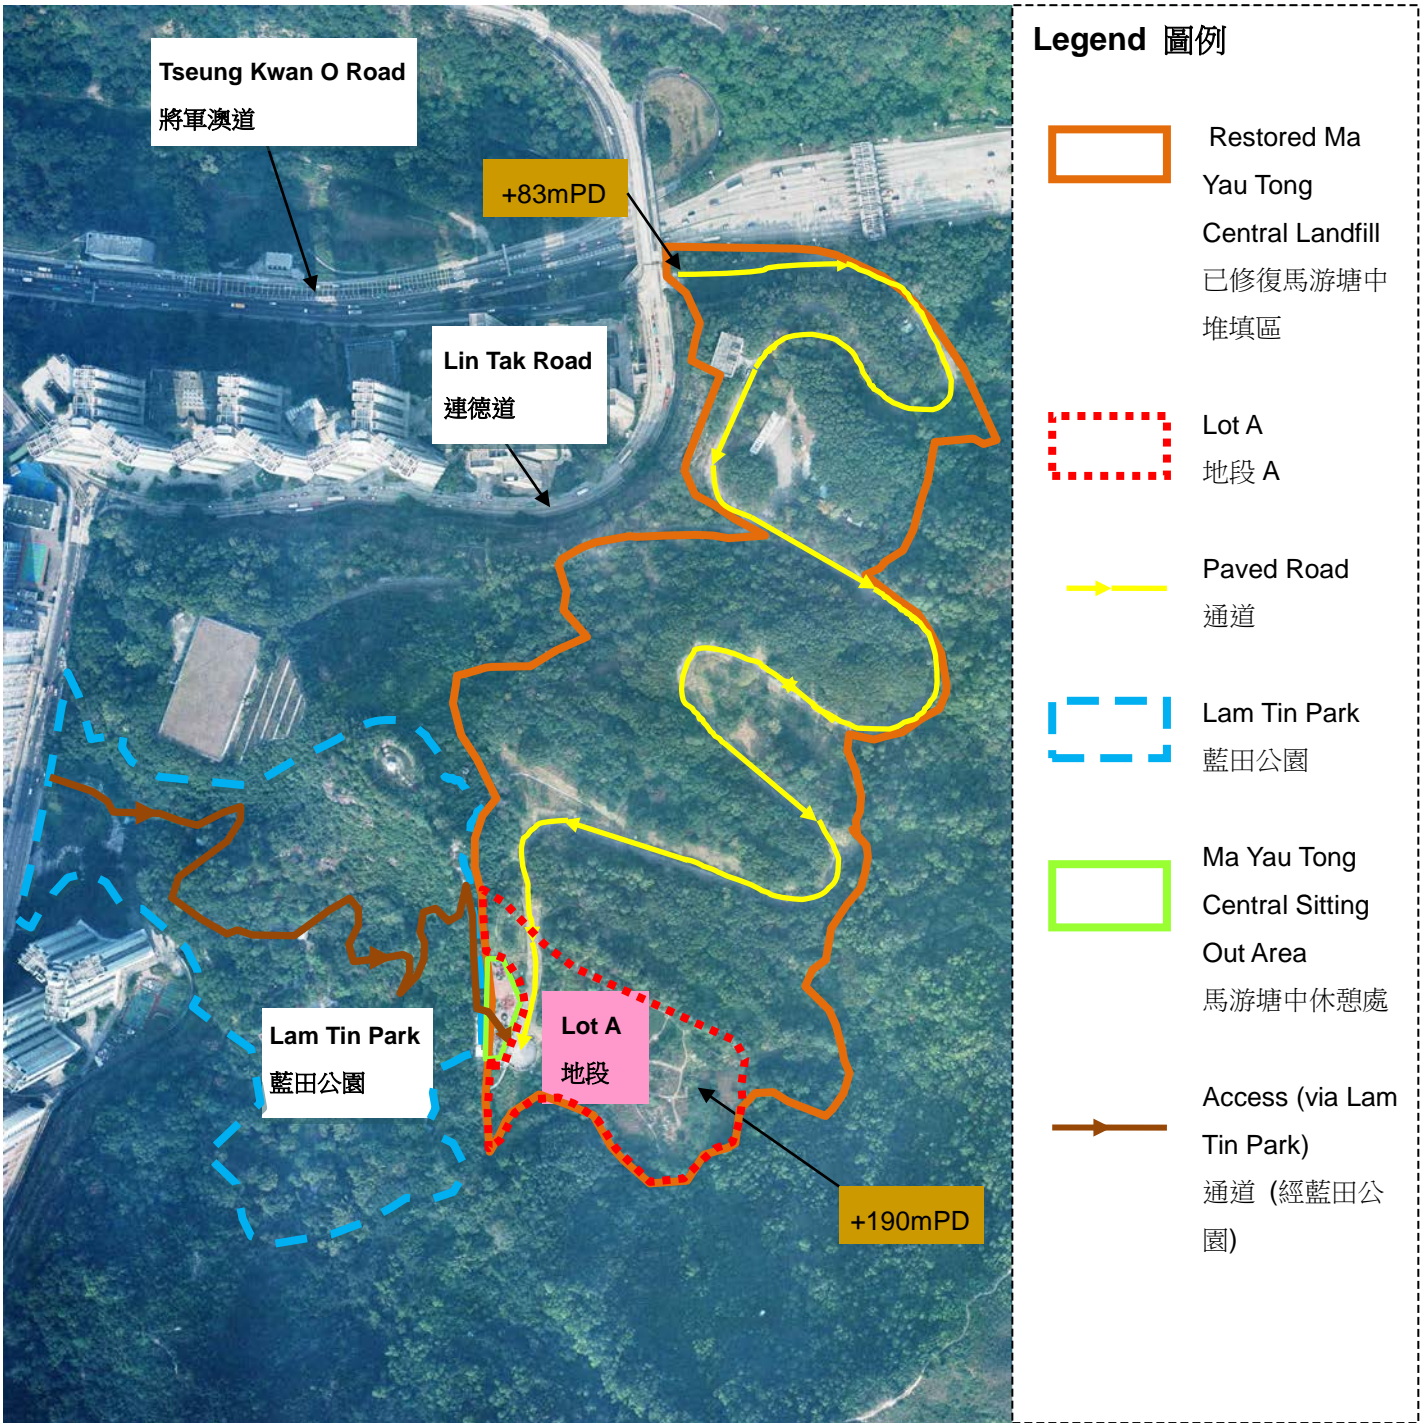 Tseung Kwan O Road
將軍澳道
+83mPD
Lin Tak Road
連德道
Lam Tin Park
藍田公園
Lot A
地段
+190mPD
Legend 圖例
Restored Ma
Yau Tong
Central Landfill
已修復馬游塘中
堆填區
Lot A
地段 A
Paved Road
通道
Lam Tin Park
藍田公園
Ma Yau Tong
Central Sitting
Out Area
馬游塘中休憩處
Access (via Lam
Tin Park)
通道 (經藍田公
園)